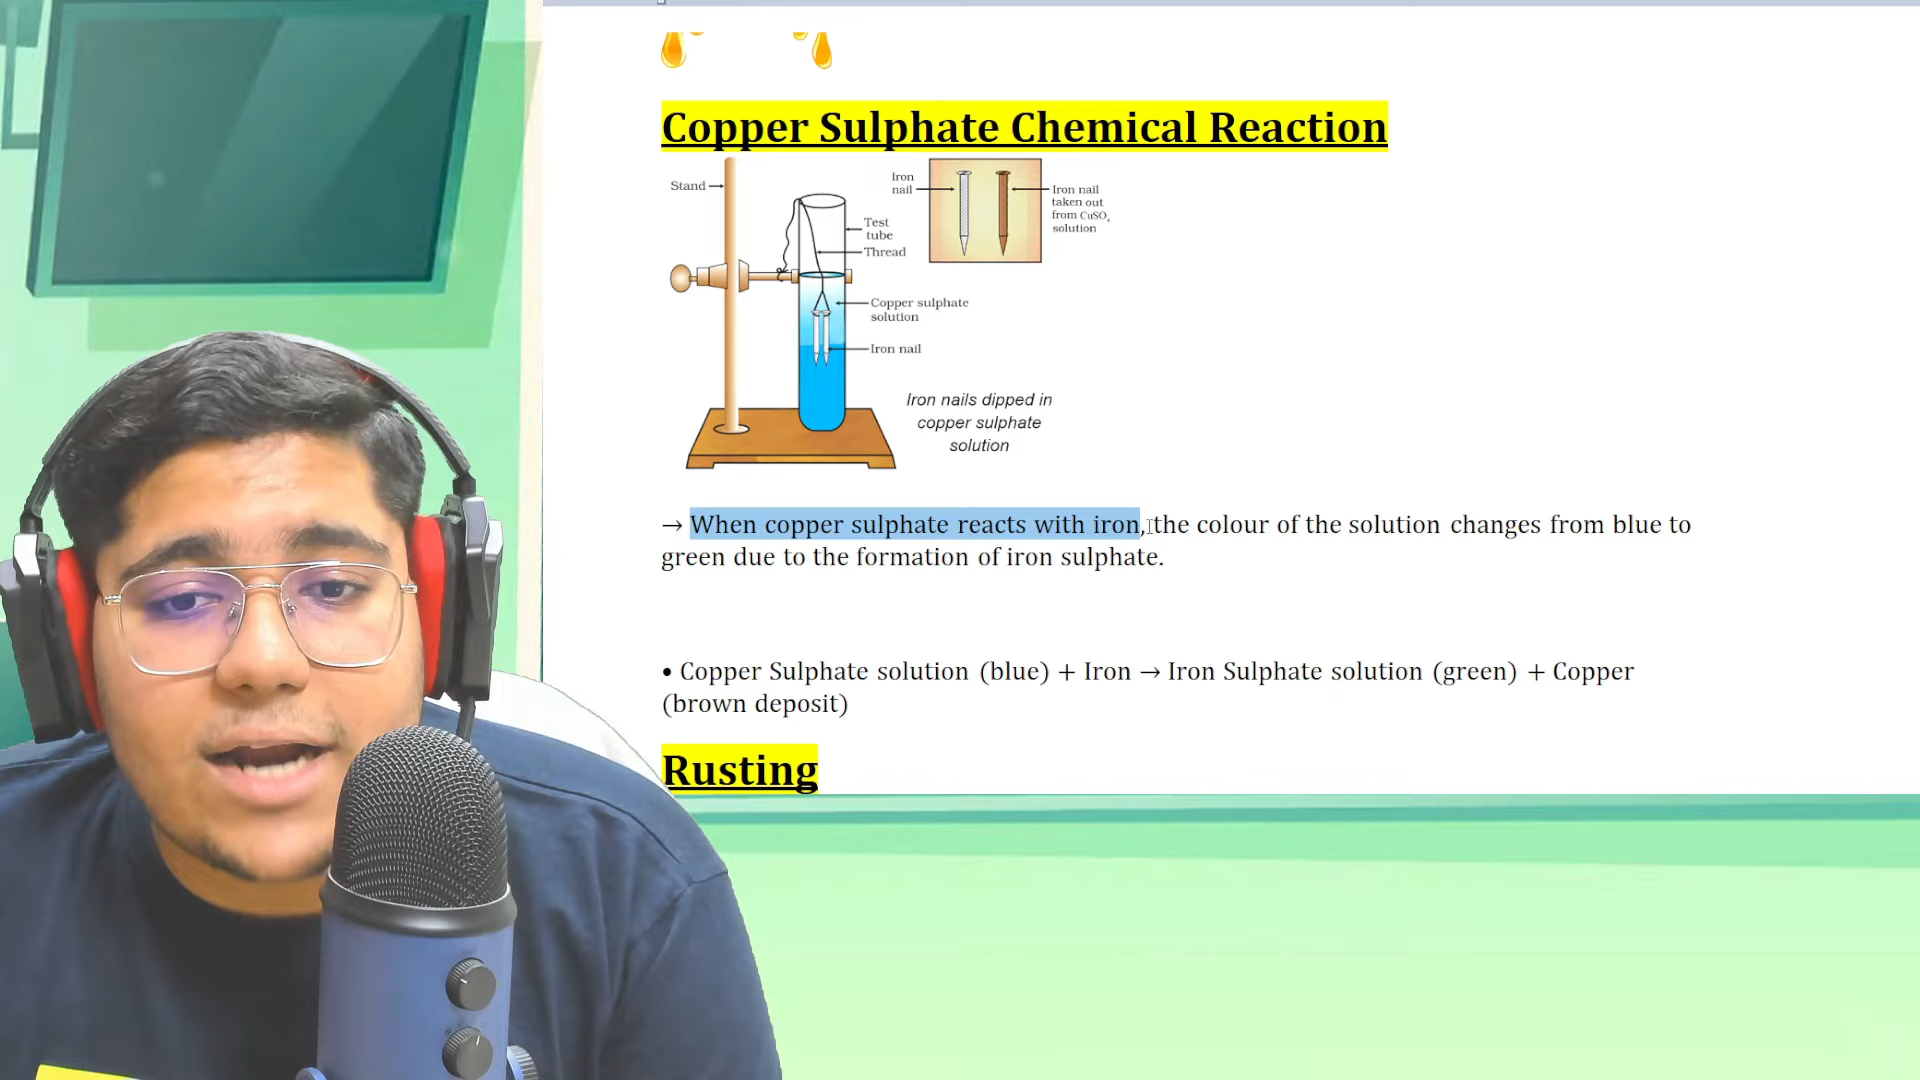 Copper Sulphate Chemical Reaction
Stand
Iron
nail
Iron nail
taken out
from CuSO4
solution
Test
tube
Thread
Copper sulphate
solution
Iron nail
Iron nails dipped in
copper sulphate
solution
→ When copper sulphate reacts with iron, the colour of the solution changes from blue to
green due to the formation of iron sulphate.
• Copper Sulphate solution (blue) + Iron → Iron Sulphate solution (green) + Copper
(brown deposit)
Rusting